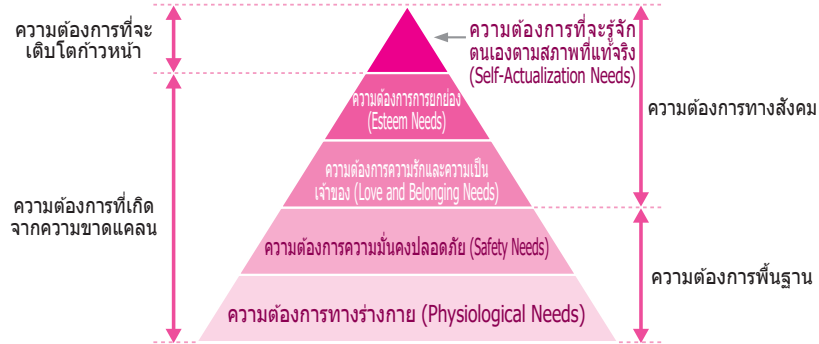 ความต้องการที่จะ
เติบโตก้าวหน้า
ความต้องการที่จะรู้จัก
ตนเองตามสภาพที่แท้จริง
(Self-Actualization Needs)
ความต้องการการยกย่อง
(Esteem Needs)
ความต้องการทางสังคม
ความต้องการความรักและความเป็น
เจ้าของ (Love and Belonging Needs)
ความต้องการที่เกิด
จากความขาดแคลน
ความต้องการความมั่นคงปลอดภัย (Safety Needs)
ความต้องการพื้นฐาน
ความต้องการทางร่างกาย (Physiological Needs)